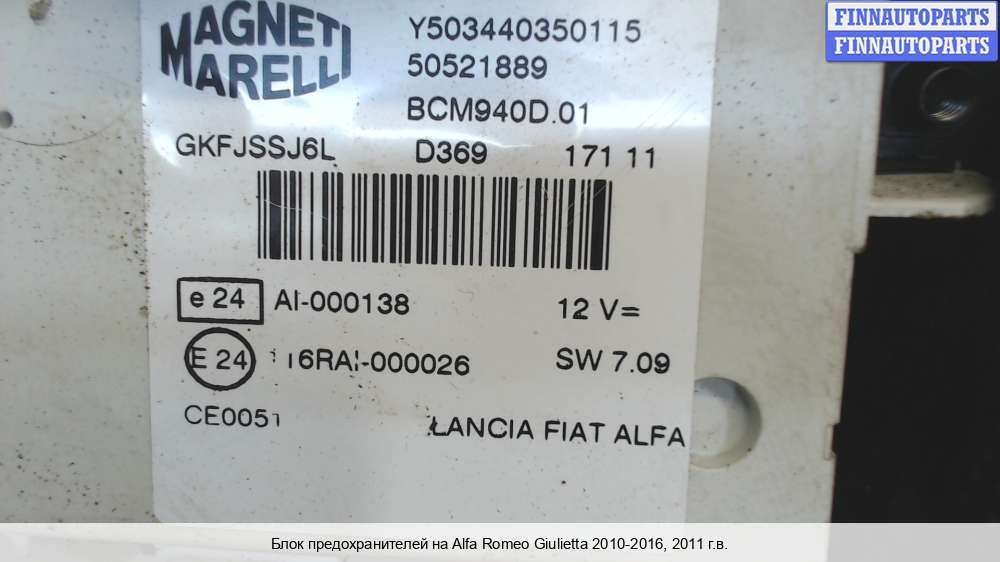 MAGNETI
MARELLI
Y503440350115
50521889
BCM940D.01
GKFJSSJ6L D369 171 11
e 24 AI-000138 12 V=
E 24 116RAI-000026 SW 7.09
CE0051
LANCIA FIAT ALFA
FINNAUTOPARTS
FINNAUTOPARTS
Блок предохранителей на Alfa Romeo Giulietta 2010-2016, 2011 г.в.